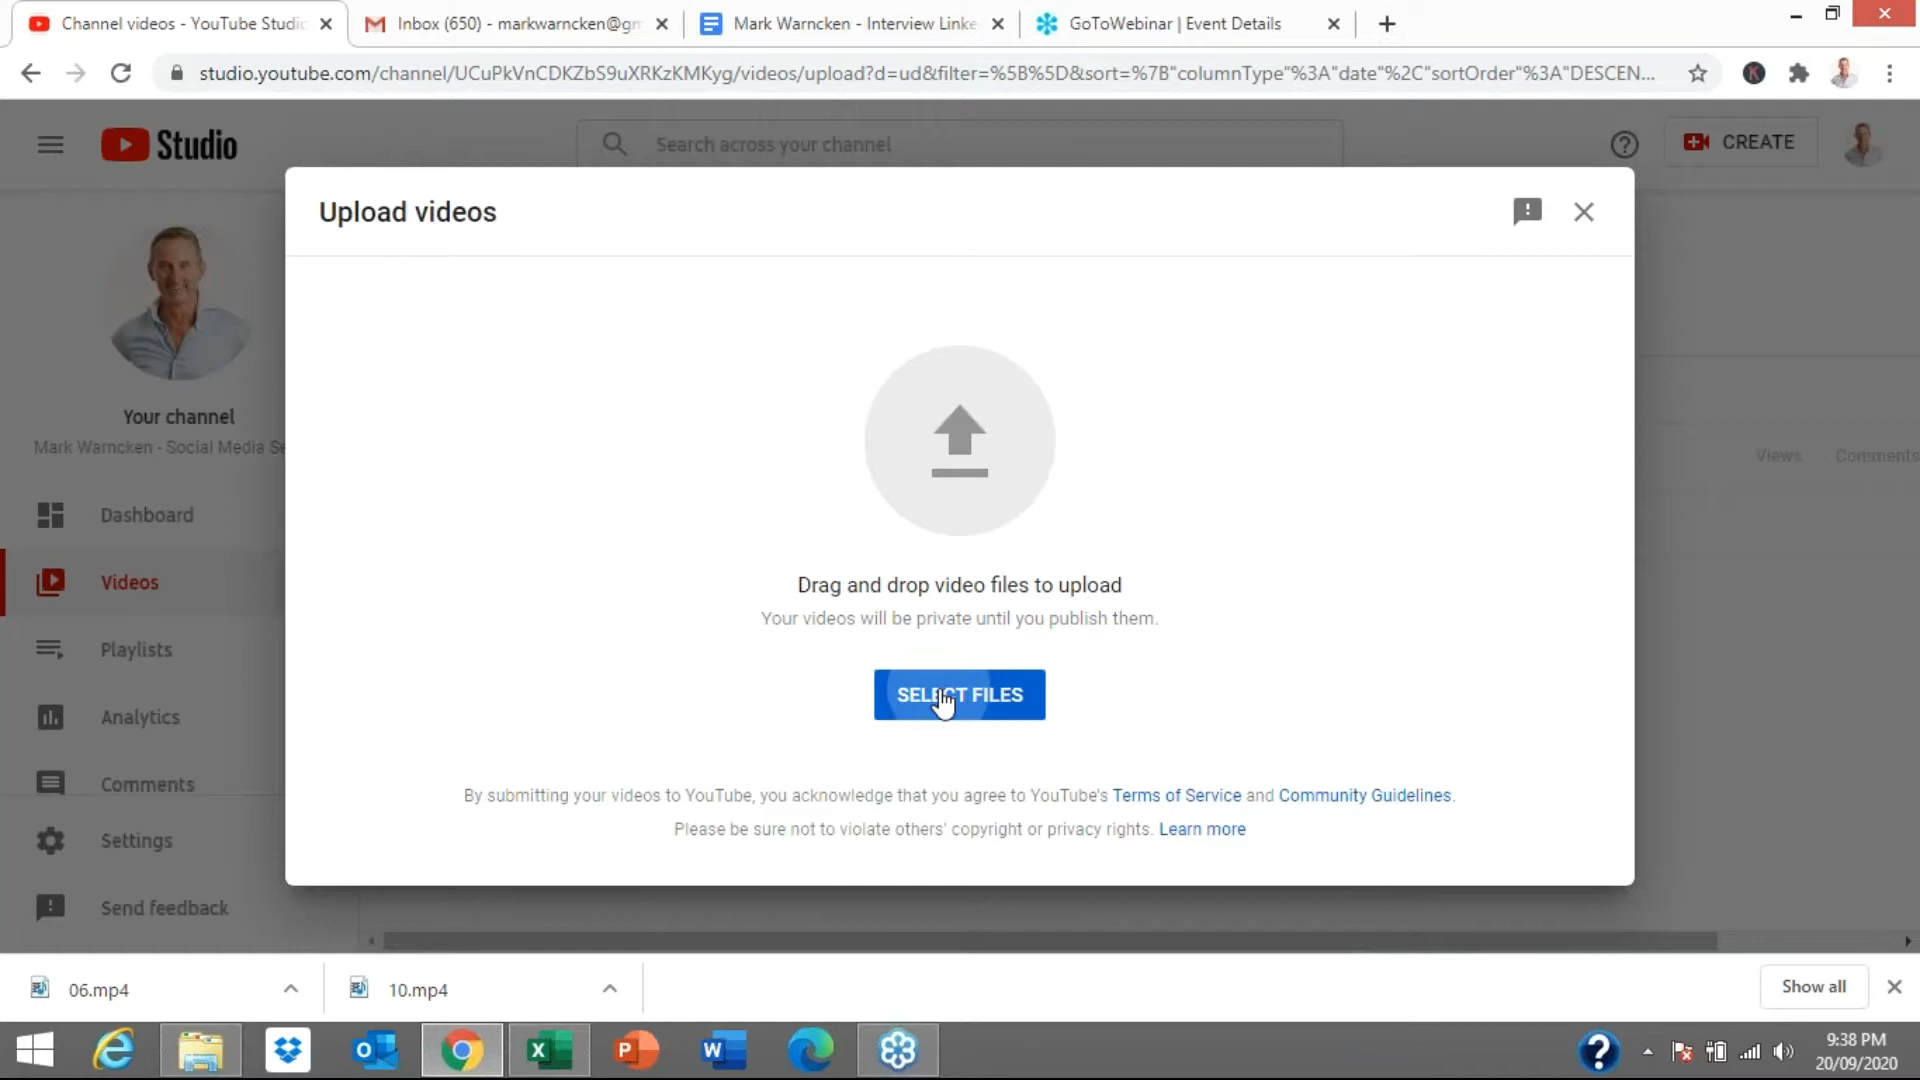 Channel videos - YouTube Studio
Inbox (650) - markwarncken@gm
Mark Warncken - Interview Linke
GoToWebinar | Event Details
studio.youtube.com/channel/UCuPkVnCDKZbS9uXRKzKMKyg/videos/upload?d=ud&filter=%5B%5D&sort=%7B"columnType"%3A"date"%2C"sortOrder"%3A"DESCEN...
K
Studio
Search across your channel
CREATE
Upload videos
Your channel
Mark Warncken - Social Media Se
Dashboard
Videos
Playlists
Analytics
Comments
Settings
Send feedback
Views
Comments
Drag and drop video files to upload
Your videos will be private until you publish them.
SELECT FILES
By submitting your videos to YouTube, you acknowledge that you agree to YouTube's Terms of Service and Community Guidelines.
Please be sure not to violate others' copyright or privacy rights. Learn more
06.mp4
10.mp4
Show all
9:38 PM
20/09/2020